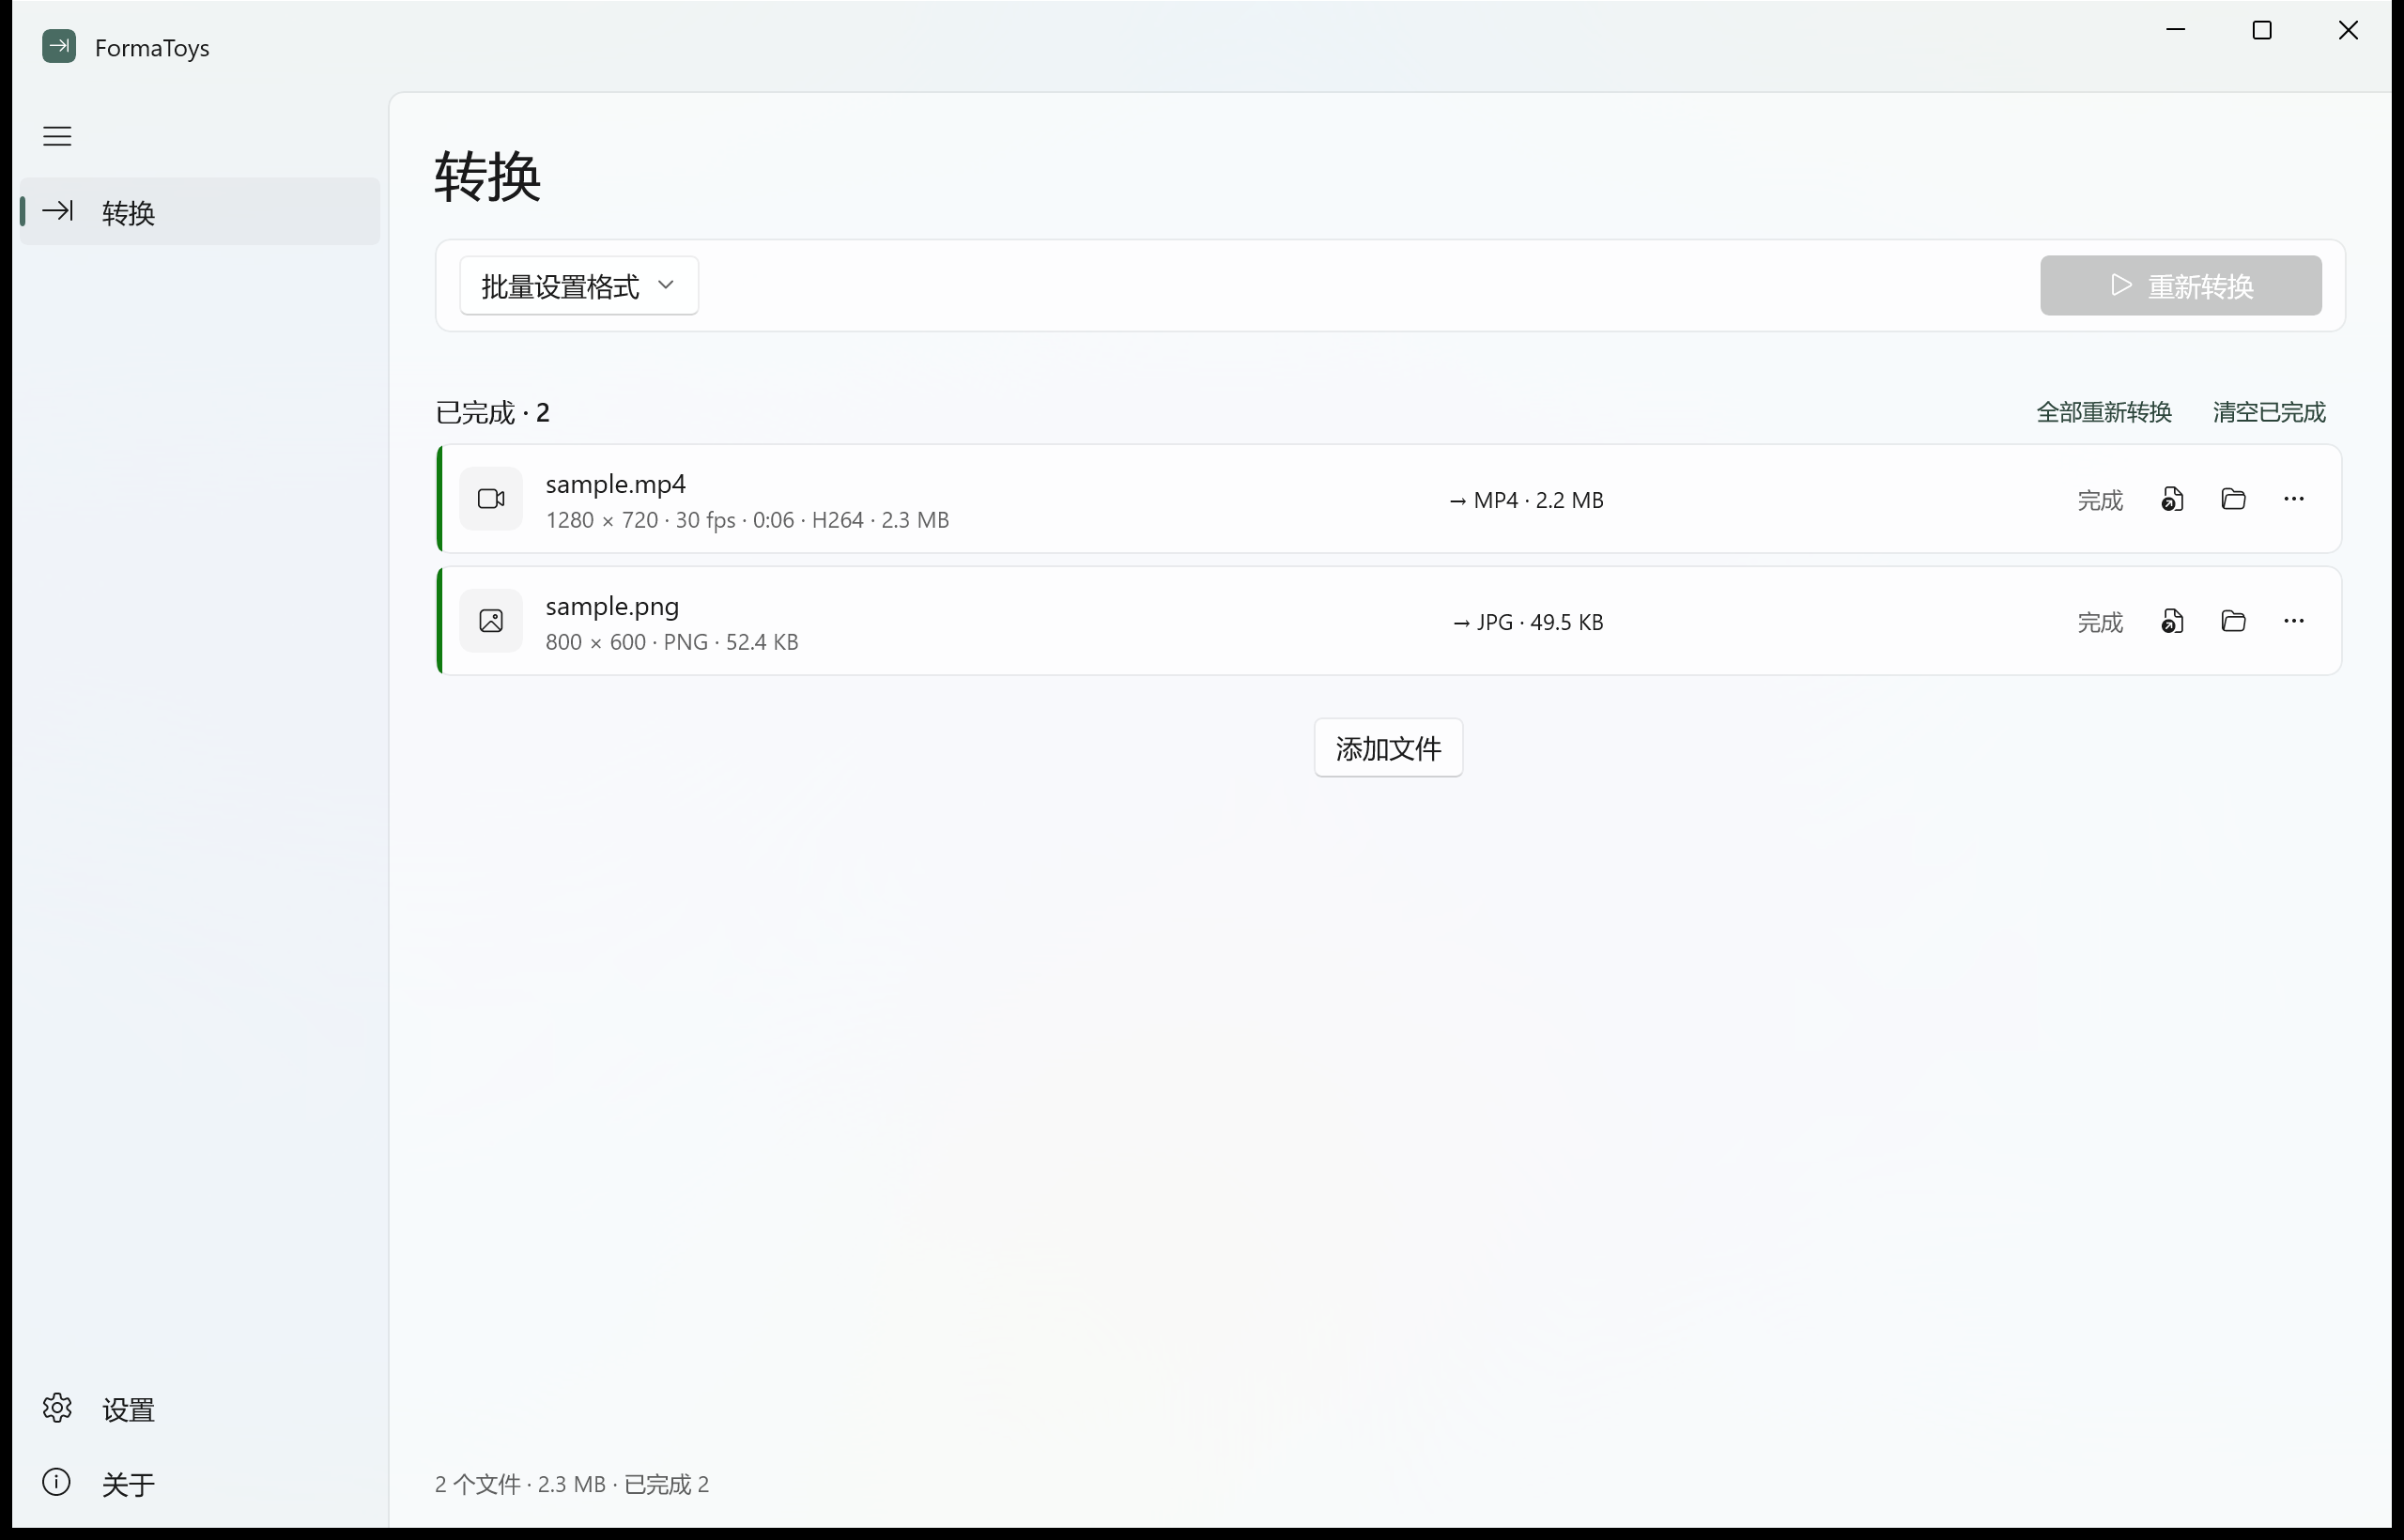 FormaToys
转换
转换
批量设置格式
重新转换
已完成 · 2
全部重新转换
清空已完成
sample.mp4
1280 × 720 · 30 fps · 0:06 · H264 · 2.3 MB
→ MP4 · 2.2 MB
完成
sample.png
800 × 600 · PNG · 52.4 KB
→ JPG · 49.5 KB
完成
添加文件
设置
关于
2 个文件 · 2.3 MB · 已完成 2